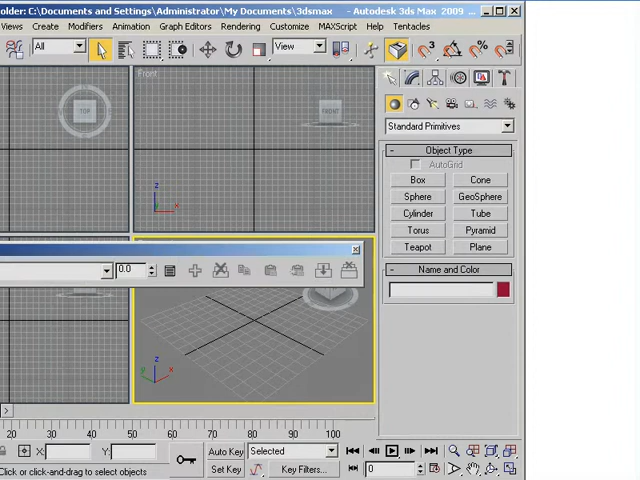 older: C:\Documents and Settings\Administrator\My Documents\3dsmax - Autodesk 3ds Max 2009
Views Create Modifiers Animation Graph Editors Rendering Customize MAXScript Help Tentacles
All View 3 %
Front
TOP FRONT
Standard Primitives
- Object Type
AutoGrid
Box Cone
Sphere GeoSphere
Cylinder Tube
Torus Pyramid
Teapot Plane
- Name and Color
z
y x
0.0
z
y x
20 30 40 50 60 70 80 90 100
X: Y: Auto Key Selected
Click or click-and-drag to select objects Set Key Key Filters... 0